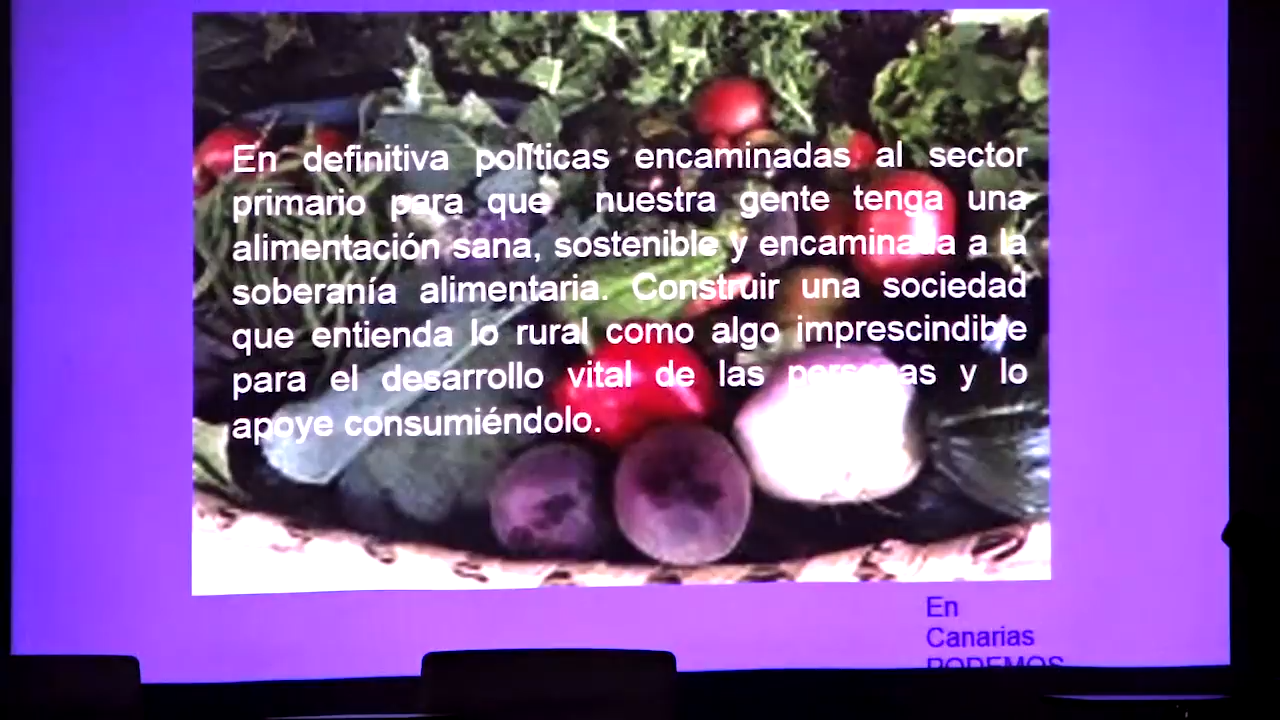 En definitiva políticas encaminadas al sector
primario para que nuestra gente tenga una
alimentación sana, sostenible y encaminada a la
soberanía alimentaria. Construir una sociedad
que entienda lo rural como algo imprescindible
para el desarrollo vital de las personas y lo
apoye consumiéndolo.
En
Canarias
PODEMOS